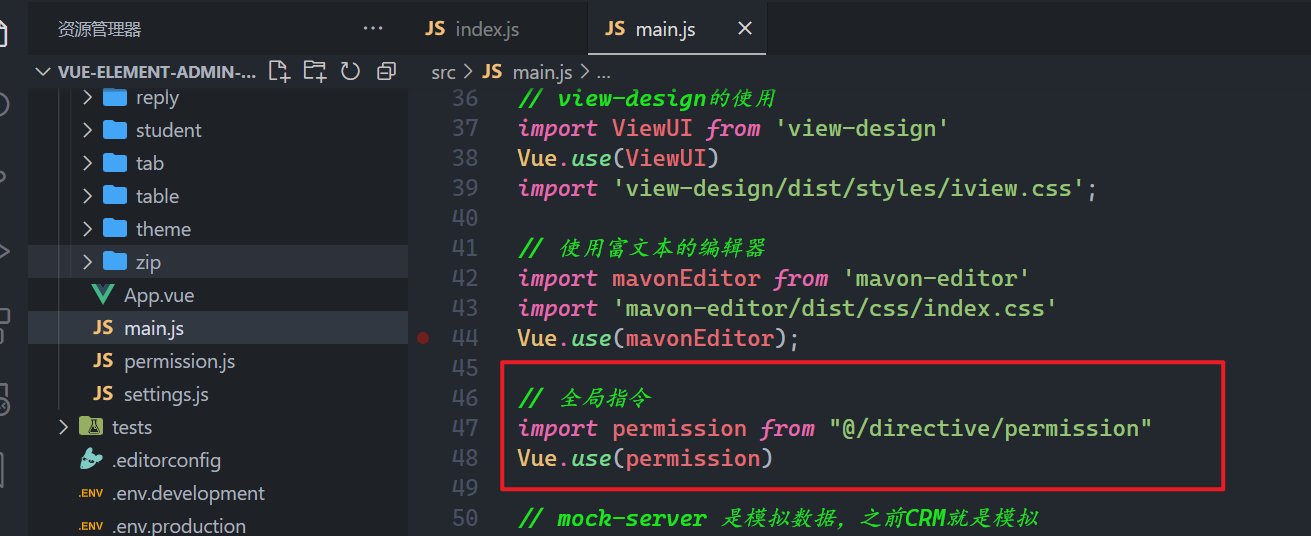 资源管理器 ···
JS index.js
JS main.js
VUE-ELEMENT-ADMIN-...
src > JS main.js > ...
reply
student
tab
table
theme
zip
App.vue
JS main.js
JS permission.js
JS settings.js
tests
.editorconfig
.ENV .env.development
.ENV .env.production
36 // view-design的使用
37 import ViewUI from 'view-design'
38 Vue.use(ViewUI)
39 import 'view-design/dist/styles/iview.css';
40
41 // 使用富文本的编辑器
42 import mavonEditor from 'mavon-editor'
43 import 'mavon-editor/dist/css/index.css'
44 Vue.use(mavonEditor);
45
46 // 全局指令
47 import permission from "@/directive/permission"
48 Vue.use(permission)
49
50 // mock-server 是模拟数据，之前CRM就是模拟